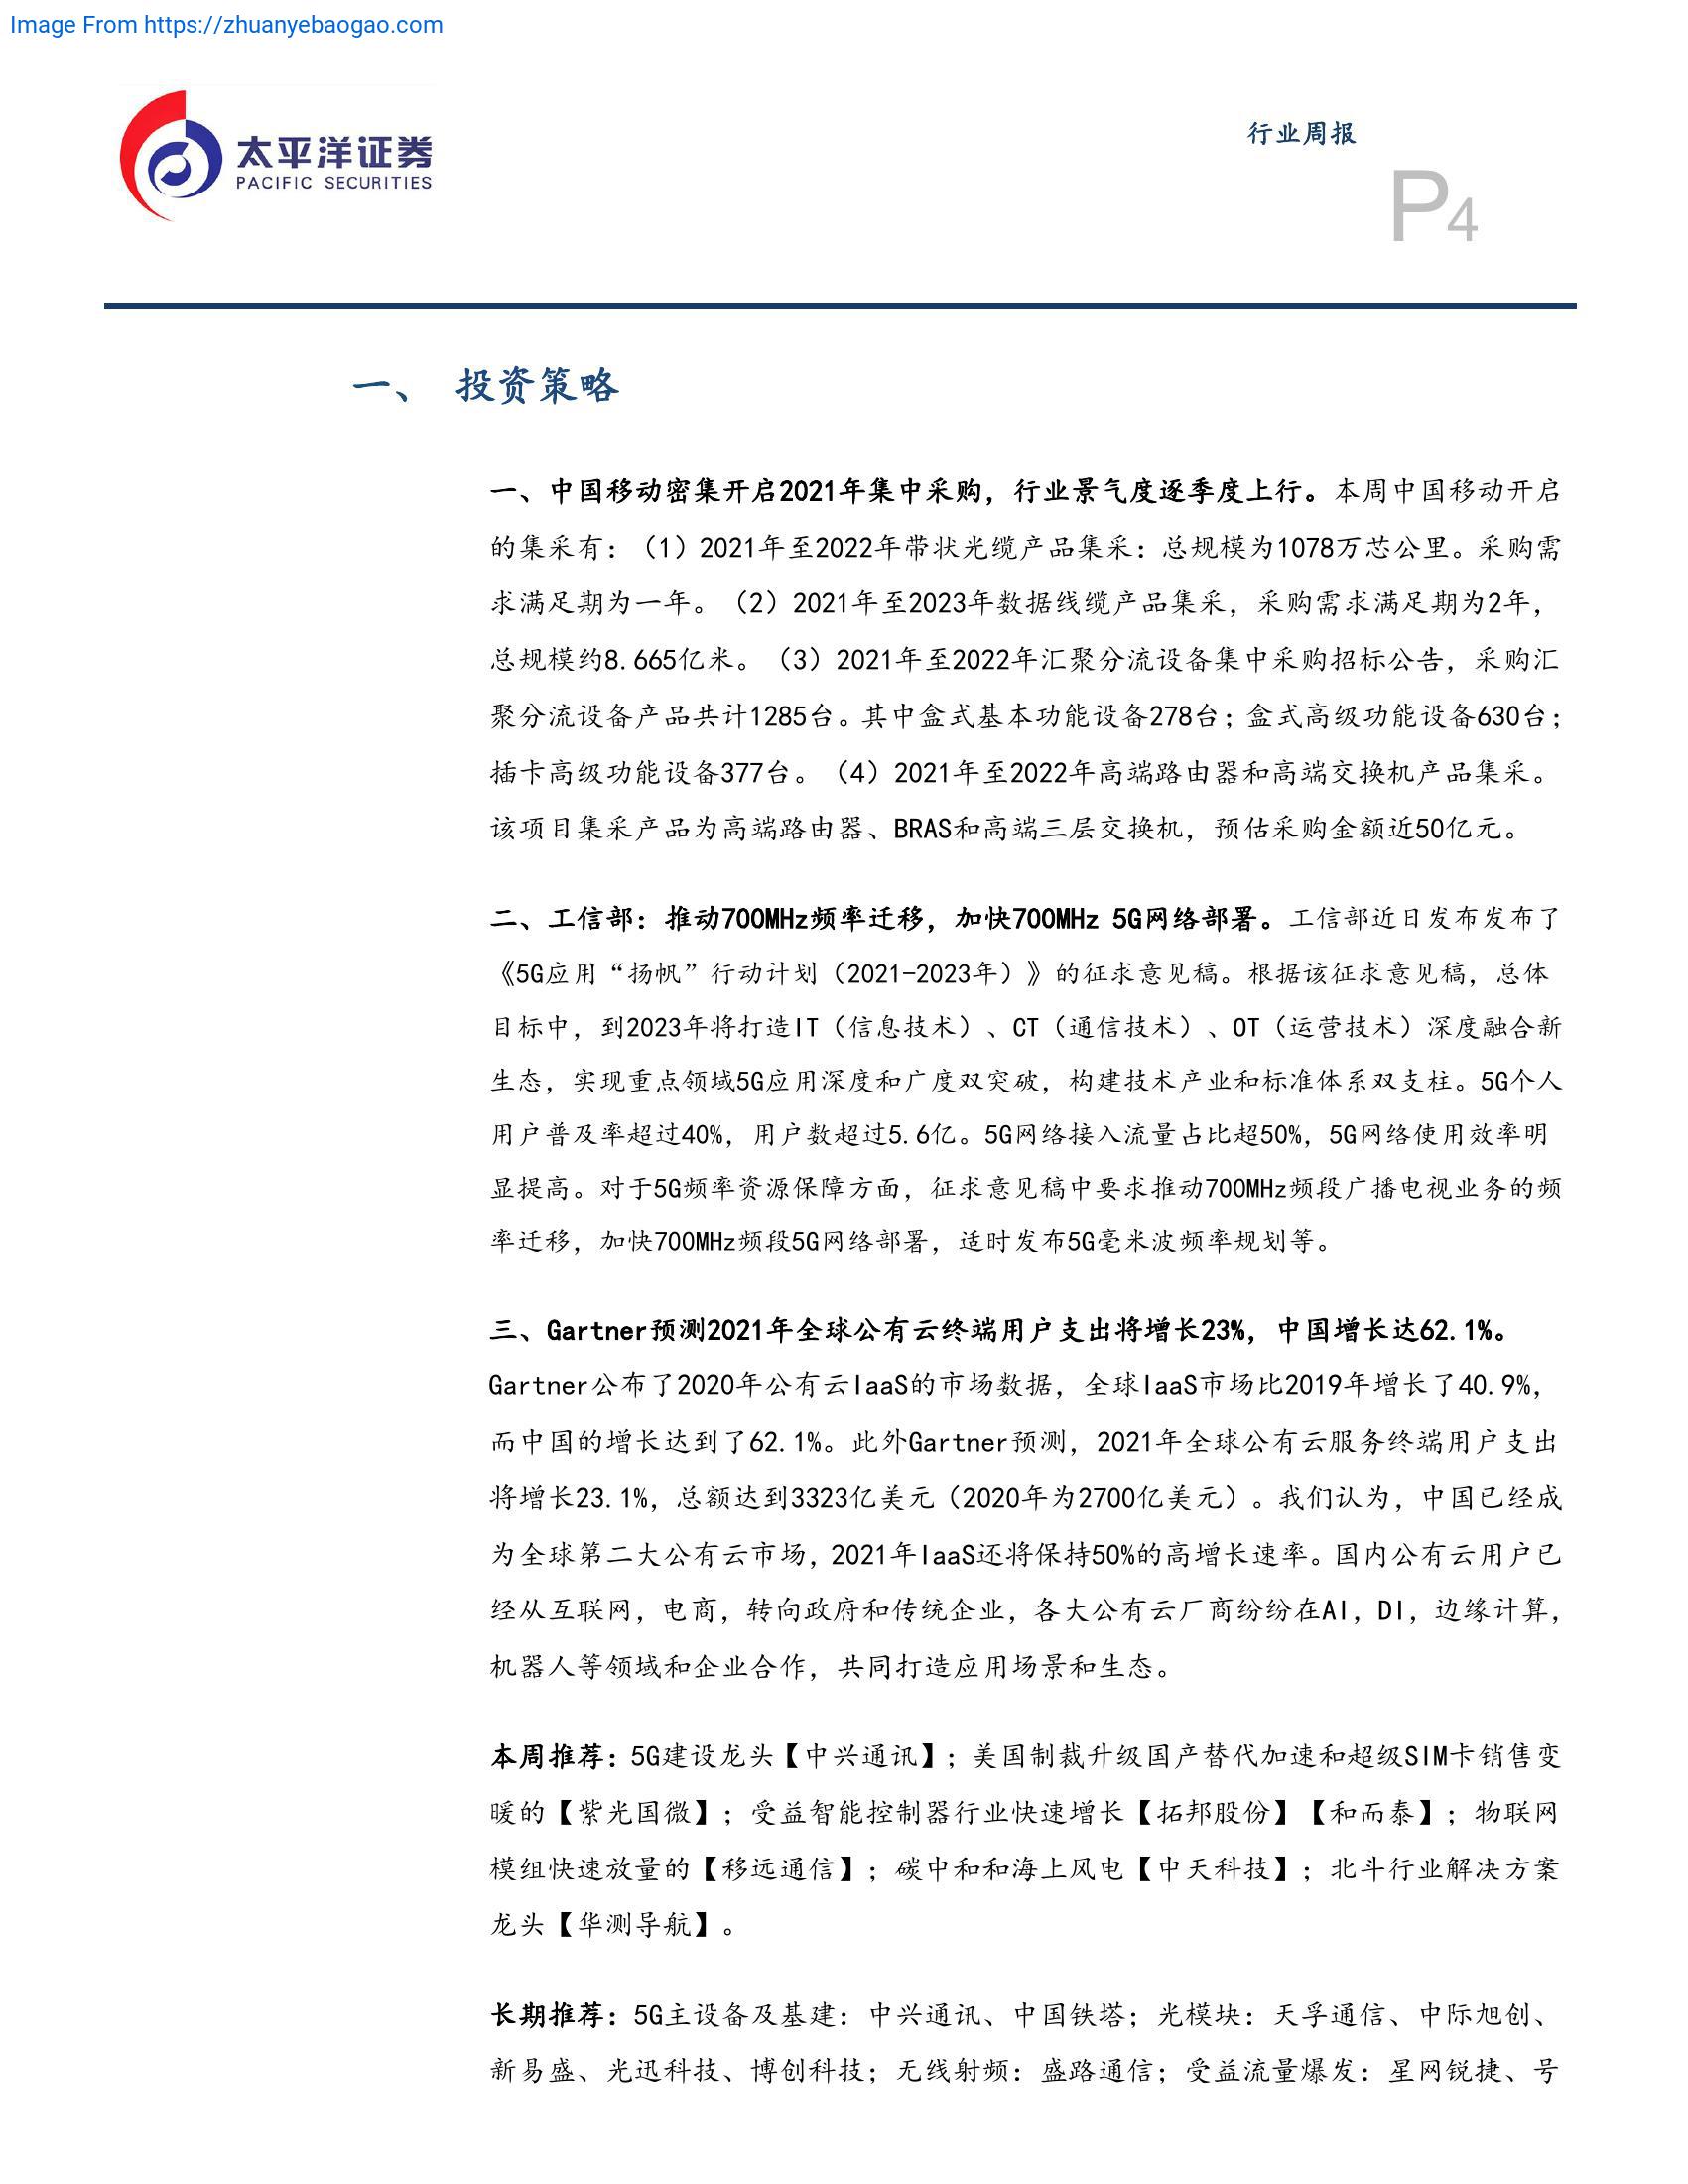 Image From https://zhuanyebaogao.com
太平洋证券
PACIFIC SECURITIES
行业周报
P4
一、 投资策略
一、中国移动密集开启2021年集中采购，行业景气度逐季度上行。本周中国移动开启
的集采有：（1）2021年至2022年带状光缆产品集采：总规模为1078万芯公里。采购需
求满足期为一年。（2）2021年至2023年数据线缆产品集采，采购需求满足期为2年，
总规模约8.665亿米。（3）2021年至2022年汇聚分流设备集中采购招标公告，采购汇
聚分流设备产品共计1285台。其中盒式基本功能设备278台；盒式高级功能设备630台；
插卡高级功能设备377台。（4）2021年至2022年高端路由器和高端交换机产品集采。
该项目集采产品为高端路由器、BRAS和高端三层交换机，预估采购金额近50亿元。
二、工信部：推动700MHz频率迁移，加快700MHz 5G网络部署。工信部近日发布发布了
《5G应用“扬帆”行动计划（2021-2023年）》的征求意见稿。根据该征求意见稿，总体
目标中，到2023年将打造IT（信息技术）、CT（通信技术）、OT（运营技术）深度融合新
生态，实现重点领域5G应用深度和广度双突破，构建技术产业和标准体系双支柱。5G个人
用户普及率超过40%，用户数超过5.6亿。5G网络接入流量占比超50%，5G网络使用效率明
显提高。对于5G频率资源保障方面，征求意见稿中要求推动700MHz频段广播电视业务的频
率迁移，加快700MHz频段5G网络部署，适时发布5G毫米波频率规划等。
三、Gartner预测2021年全球公有云终端用户支出将增长23%，中国增长达62.1%。
Gartner公布了2020年公有云IaaS的市场数据，全球IaaS市场比2019年增长了40.9%，
而中国的增长达到了62.1%。此外Gartner预测，2021年全球公有云服务终端用户支出
将增长23.1%，总额达到3323亿美元（2020年为2700亿美元）。我们认为，中国已经成
为全球第二大公有云市场，2021年IaaS还将保持50%的高增长速率。国内公有云用户已
经从互联网，电商，转向政府和传统企业，各大公有云厂商纷纷在AI，DI，边缘计算，
机器人等领域和企业合作，共同打造应用场景和生态。
本周推荐：5G建设龙头【中兴通讯】；美国制裁升级国产替代加速和超级SIM卡销售变
暖的【紫光国微】；受益智能控制器行业快速增长【拓邦股份】【和而泰】；物联网
模组快速放量的【移远通信】；碳中和和海上风电【中天科技】；北斗行业解决方案
龙头【华测导航】。
长期推荐：5G主设备及基建：中兴通讯、中国铁塔；光模块：天孚通信、中际旭创、
新易盛、光迅科技、博创科技；无线射频：盛路通信；受益流量爆发：星网锐捷、号